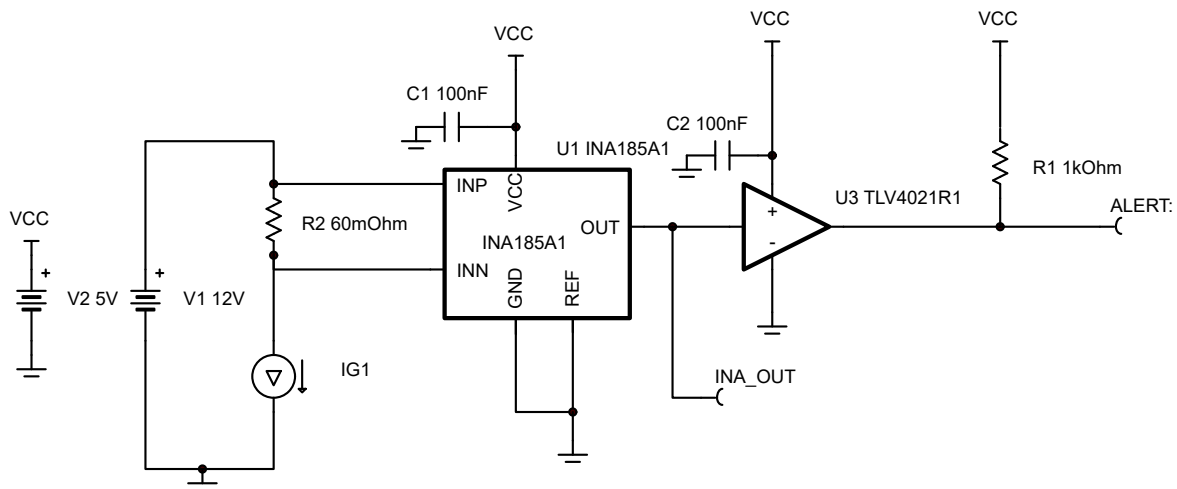 VCC
VCC
VCC
C1 100nF
C2 100nF
U1 INA185A1
INP
VCC
R1 1kOhm
U3 TLV4021R1
ALERT:
VCC
R2 60mOhm
OUT
+
INA185A1
-
+
+
INN
GND
REF
V2 5V
V1 12V
IG1
INA_OUT